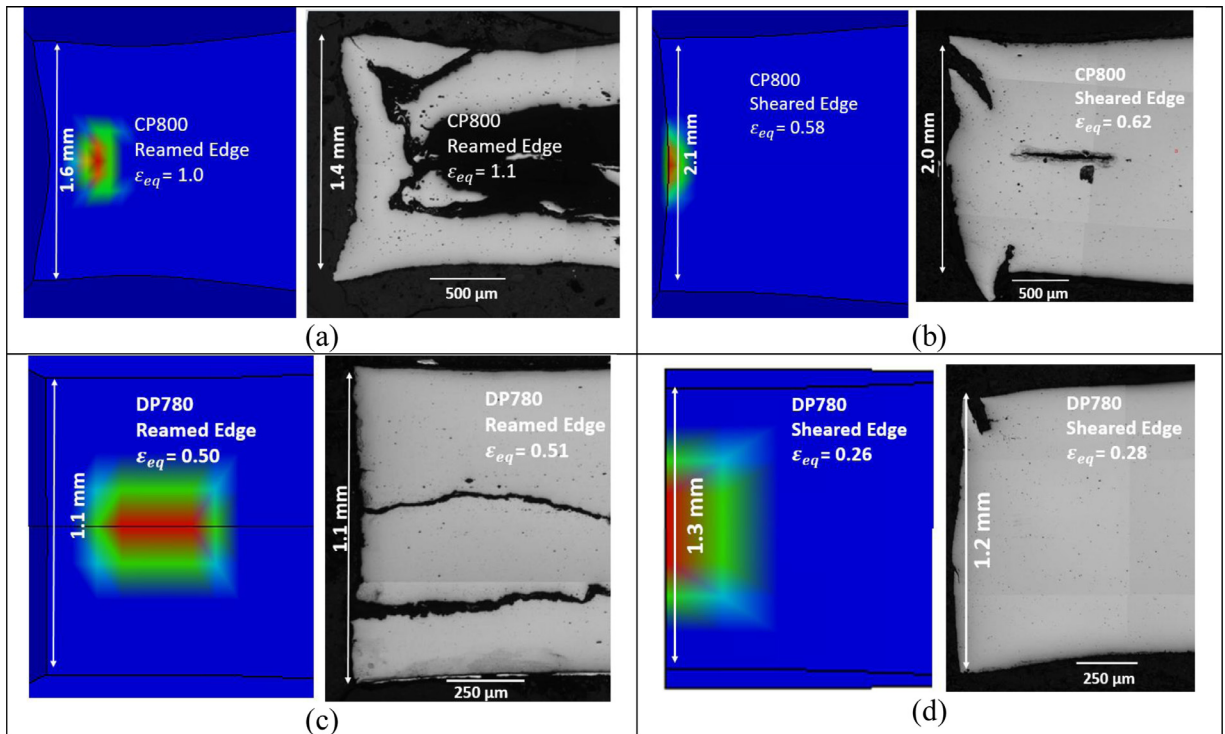 1.6 mm
CP800
Reamed Edge
εeq = 1.0
1.4 mm
CP800
Reamed Edge
εeq = 1.1
500 µm
(a)
2.1 mm
CP800
Sheared Edge
εeq = 0.58
2.0 mm
CP800
Sheared Edge
εeq = 0.62
500 µm
(b)
1.1 mm
DP780
Reamed Edge
εeq = 0.50
1.1 mm
DP780
Reamed Edge
εeq = 0.51
250 µm
(c)
1.3 mm
DP780
Sheared Edge
εeq = 0.26
1.2 mm
DP780
Sheared Edge
εeq = 0.28
250 µm
(d)